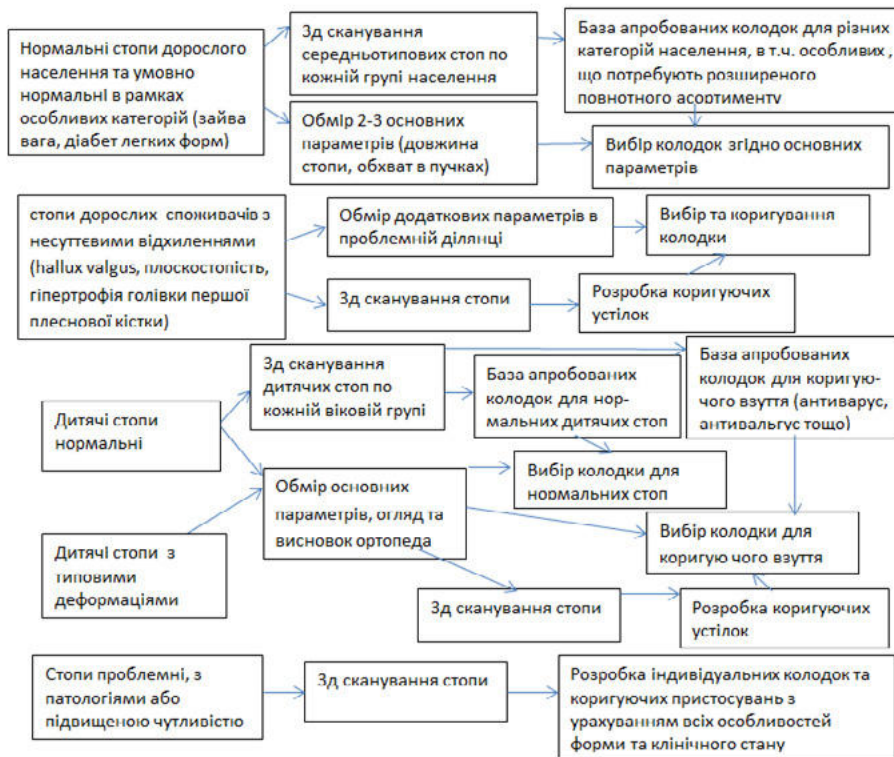 Нормальні стопи дорослого
населення та умовно
нормальні в рамках
особливих категорій (зайва
вага, діабет легких форм)
3д сканування
середньотипових стоп по
кожній групі населення
База апробованих колодок для різних
категорій населення, в т.ч. особливих ,
що потребують розширеного
повнотного асортименту
Обмір 2-3 основних
параметрів (довжина
стопи, обхват в пучках)
Вибір колодок згідно основних
параметрів
стопи дорослих споживачів з
несуттєвими відхиленнями
(hallux valgus, плоскостопість,
гіпертрофія голівки першої
плеснової кістки)
Обмір додаткових параметрів в
проблемній ділянці
Вибір та коригування
колодки
3д сканування стопи
Розробка коригуючих
устілок
Дитячі стопи
нормальні
3д сканування
дитячих стоп по
кожній віковій групі
База апробованих
колодок для нор-
мальних дитячих стоп
База апробованих
колодок для коригую-
чого взуття (антиварус,
антивальгус тощо)
Вибір колодки для
нормальних стоп
Обмір основних
параметрів, огляд та
висновок ортопеда
Дитячі стопи з
типовими
деформаціями
Вибір колодки для
коригую чого взуття
3д сканування стопи
Розробка коригуючих
устілок
Стопи проблемні, з
патологіями або
підвищеною чутливістю
3д сканування стопи
Розробка індивідуальних колодок та
коригуючих пристосувань з
урахуванням всіх особливостей
форми та клінічного стану